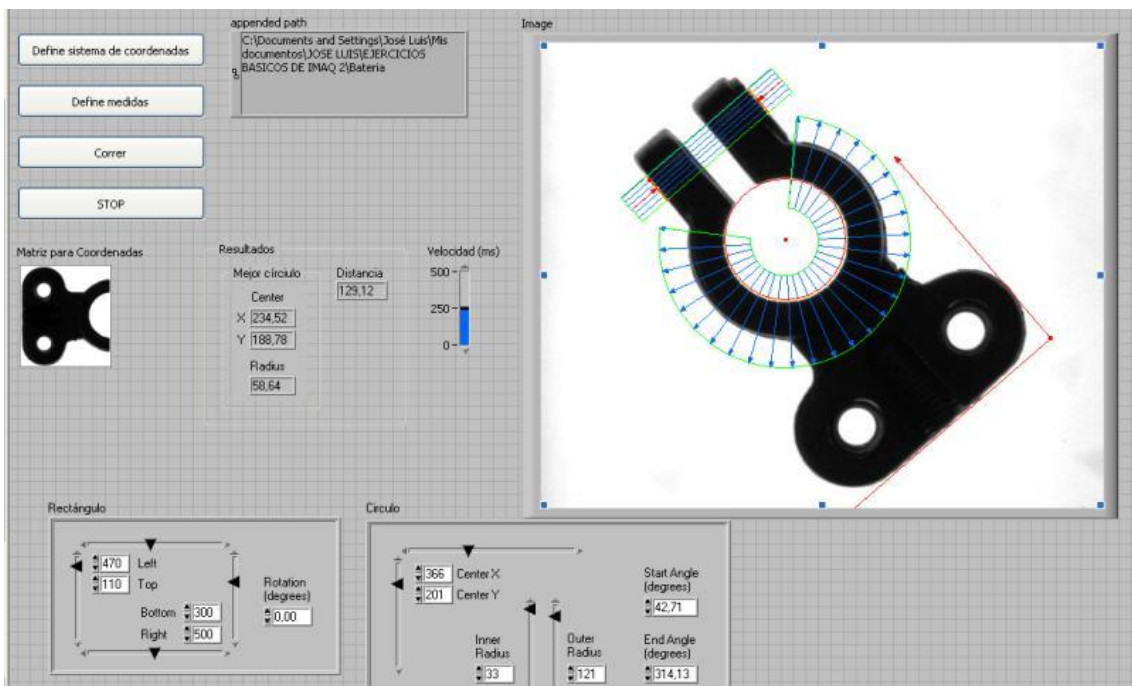 Define sistema de coordenadas
Define medidas
Correr
STOP
appended path
C:\Documents and Settings\José Luis\Mis
documentos\JOSE LUIS\EJERCICIOS
BASICOS DE IMAQ 2\Bateria
Image
Matriz para Coordenadas
Resultados
Mejor círciulo
Center
X 234,52
Y 188,78
Radius
58,64
Distancia
129,12
Velocidad (ms)
500
250
0
Rectángulo
470 Left
110 Top
Bottom 300
Right 500
Rotation
(degrees)
0,00
Circulo
366 Center X
201 Center Y
Inner
Radius
33
Outer
Radius
121
Start Angle
(degrees)
42,71
End Angle
(degrees)
314,13